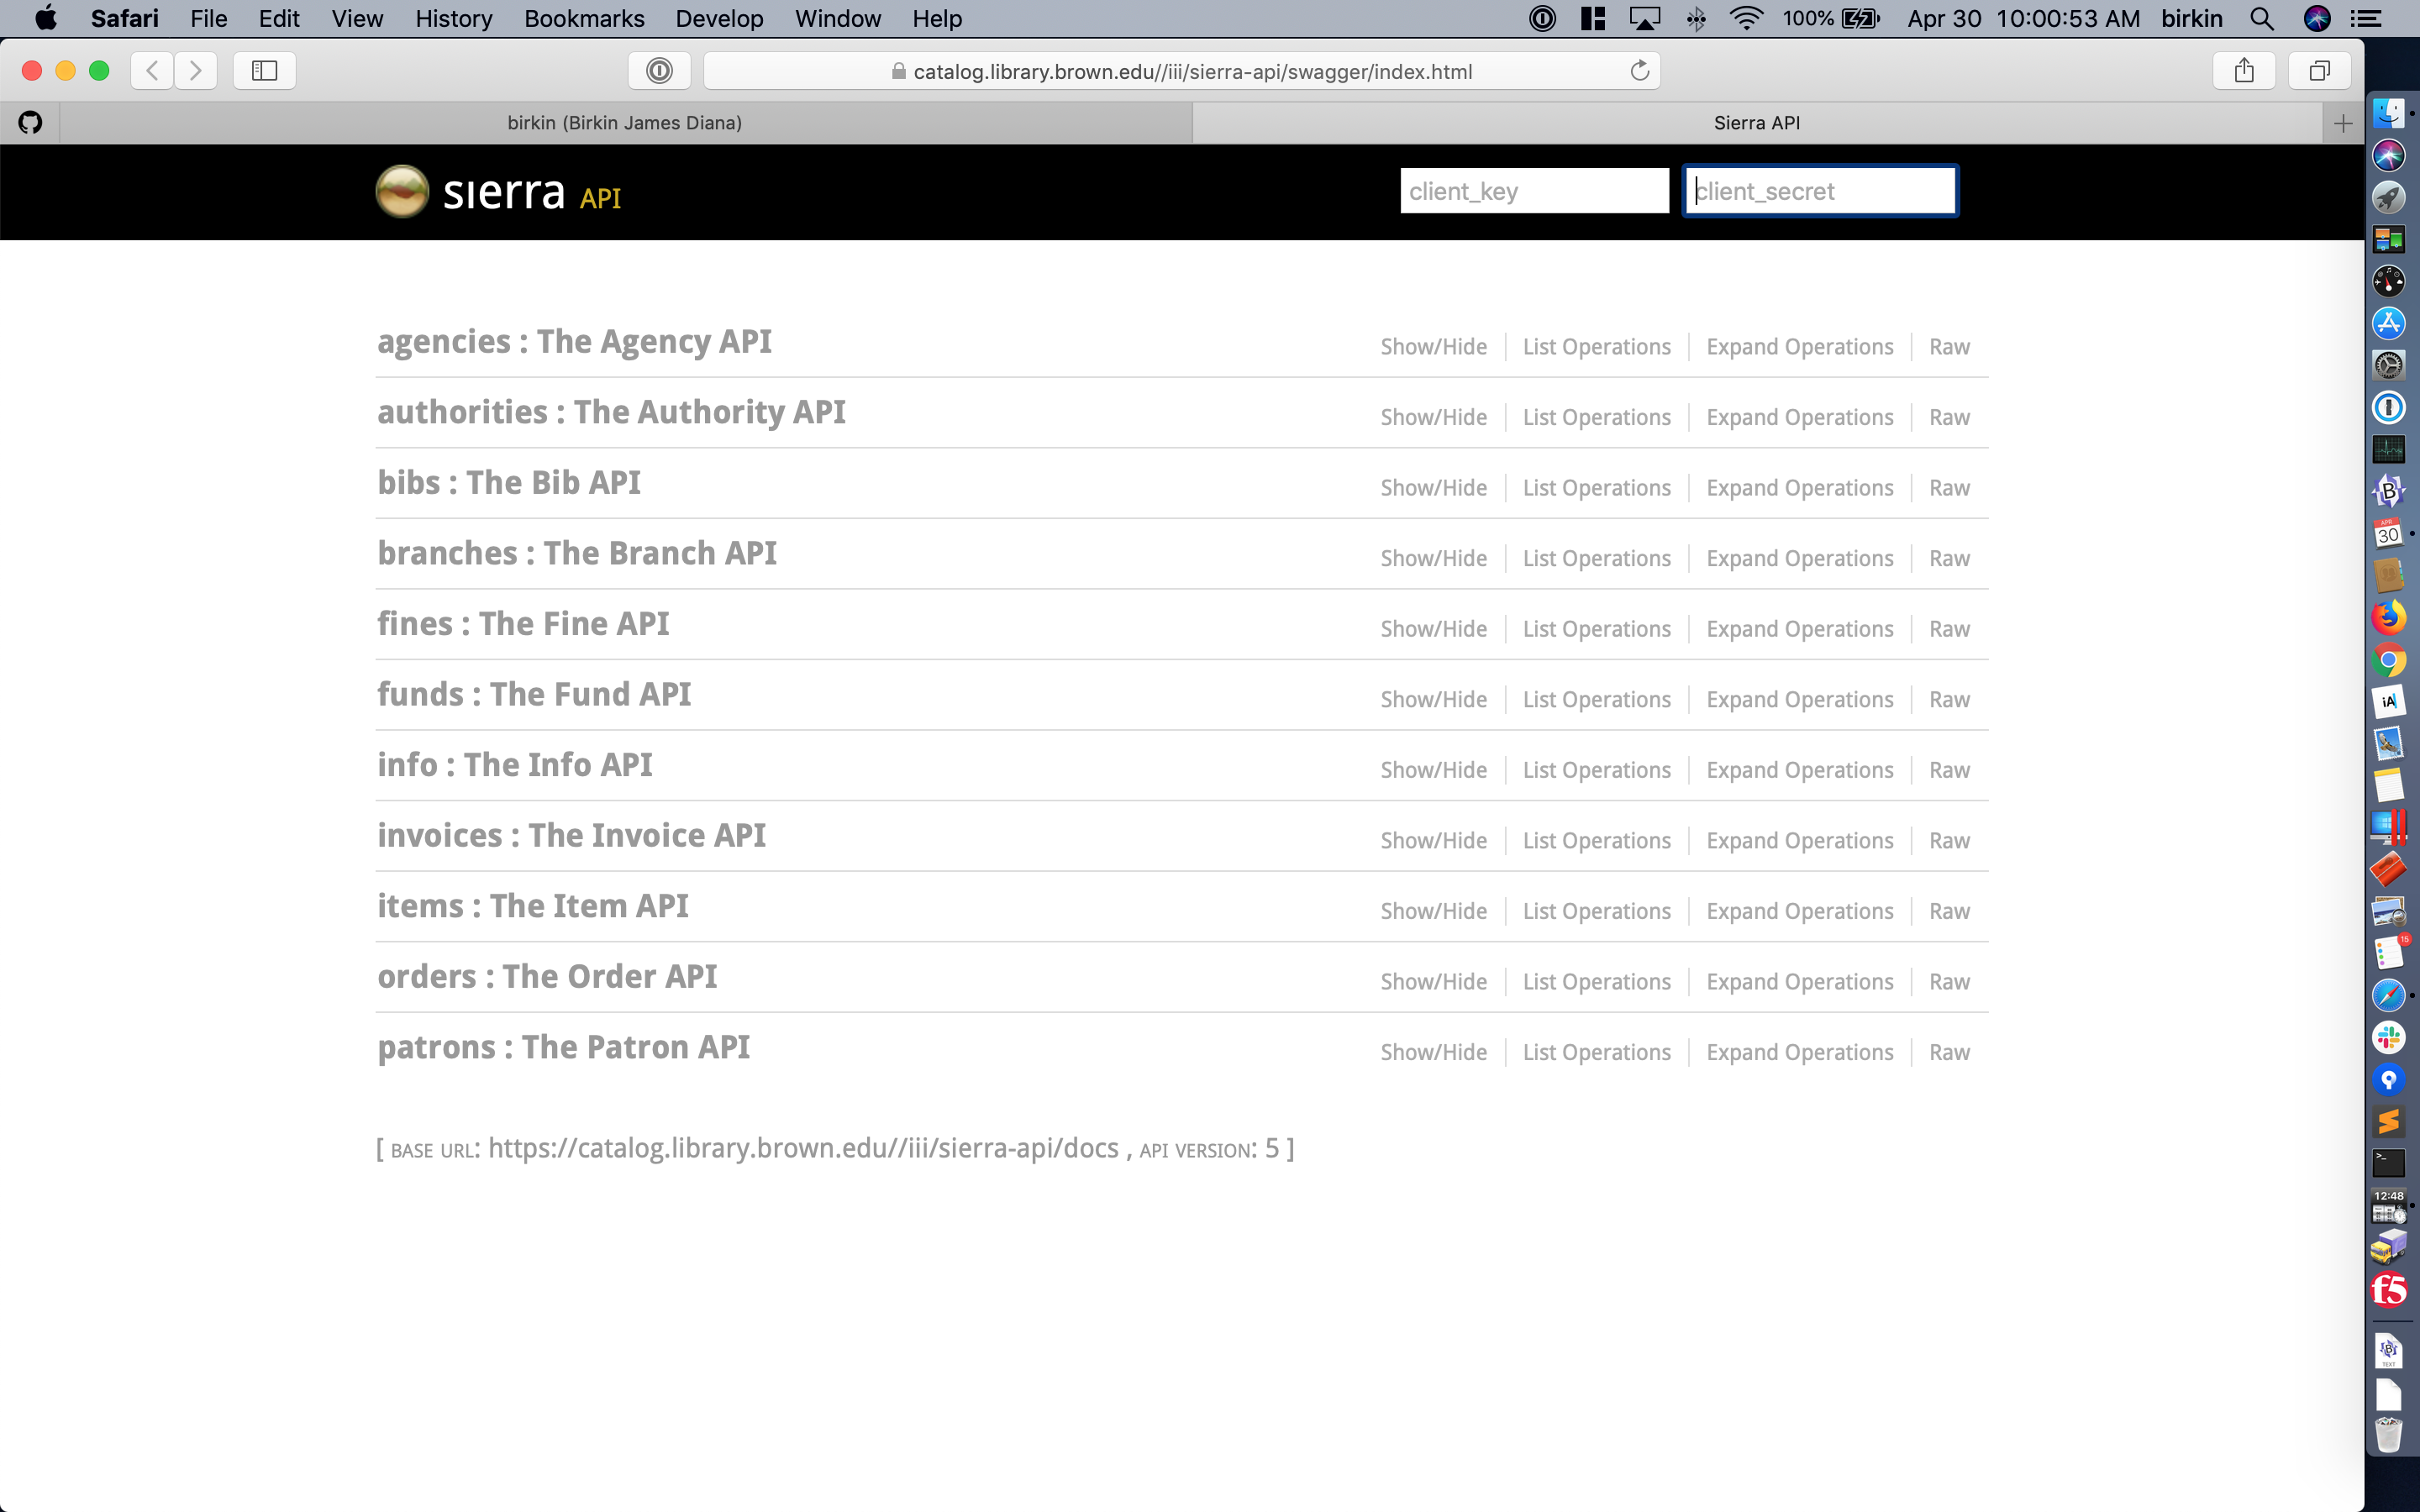 Safari File Edit View History Bookmarks Develop Window Help 100% Apr 30 10:00:53 AM birkin
catalog.library.brown.edu//iii/sierra-api/swagger/index.html
birkin (Birkin James Diana) Sierra API
sierra API client_key client_secret
agencies : The Agency API Show/Hide List Operations Expand Operations Raw
authorities : The Authority API Show/Hide List Operations Expand Operations Raw
bibs : The Bib API Show/Hide List Operations Expand Operations Raw
branches : The Branch API Show/Hide List Operations Expand Operations Raw
fines : The Fine API Show/Hide List Operations Expand Operations Raw
funds : The Fund API Show/Hide List Operations Expand Operations Raw
info : The Info API Show/Hide List Operations Expand Operations Raw
invoices : The Invoice API Show/Hide List Operations Expand Operations Raw
items : The Item API Show/Hide List Operations Expand Operations Raw
orders : The Order API Show/Hide List Operations Expand Operations Raw
patrons : The Patron API Show/Hide List Operations Expand Operations Raw
[ BASE URL: https://catalog.library.brown.edu//iii/sierra-api/docs , API VERSION: 5 ]
B
APR
30
iA
15
12:48
f5
B
TEXT